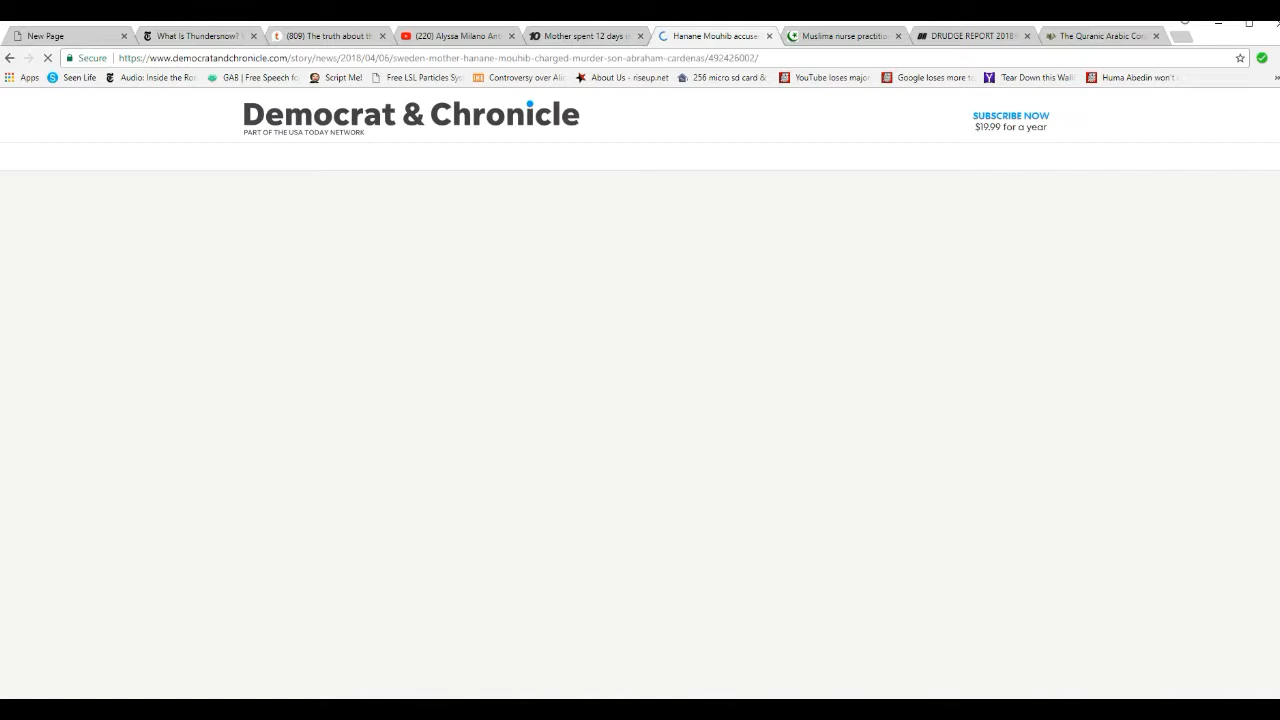 New Page
What Is Thundersnow?
(809) The truth about th
(220) Alyssa Milano Ant
Mother spent 12 days in
Hanane Mouhib accuse
Muslima nurse practitio
DRUDGE REPORT 2018
The Quranic Arabic Cor
Secure
https://www.democratandchronicle.com/story/news/2018/04/06/sweden-mother-hanane-mouhib-charged-murder-son-abraham-cardenas/492426002/
Apps
Seen Life
Audio: Inside the Ro
GAB | Free Speech fo
Script Me!
Free LSL Particles Sys
Controversy over Alic
About Us - riseup.net
256 micro sd card &
YouTube loses major
Google loses more to
Tear Down this Wall
Huma Abedin won't
Democrat & Chronicle
PART OF THE USA TODAY NETWORK
SUBSCRIBE NOW
$19.99 for a year